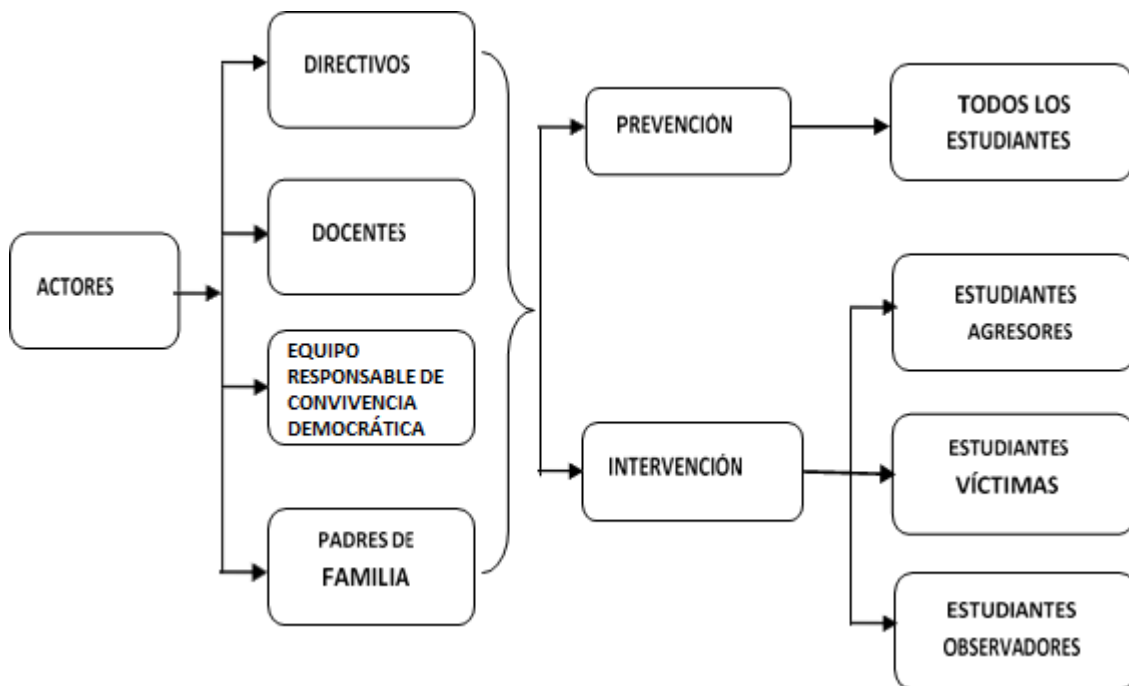 ACTORES
DIRECTIVOS
DOCENTES
EQUIPO
RESPONSABLE DE
CONVIVENCIA
DEMOCRÁTICA
PADRES DE
FAMILIA
PREVENCIÓN
INTERVENCIÓN
TODOS LOS
ESTUDIANTES
ESTUDIANTES
AGRESORES
ESTUDIANTES
VÍCTIMAS
ESTUDIANTES
OBSERVADORES